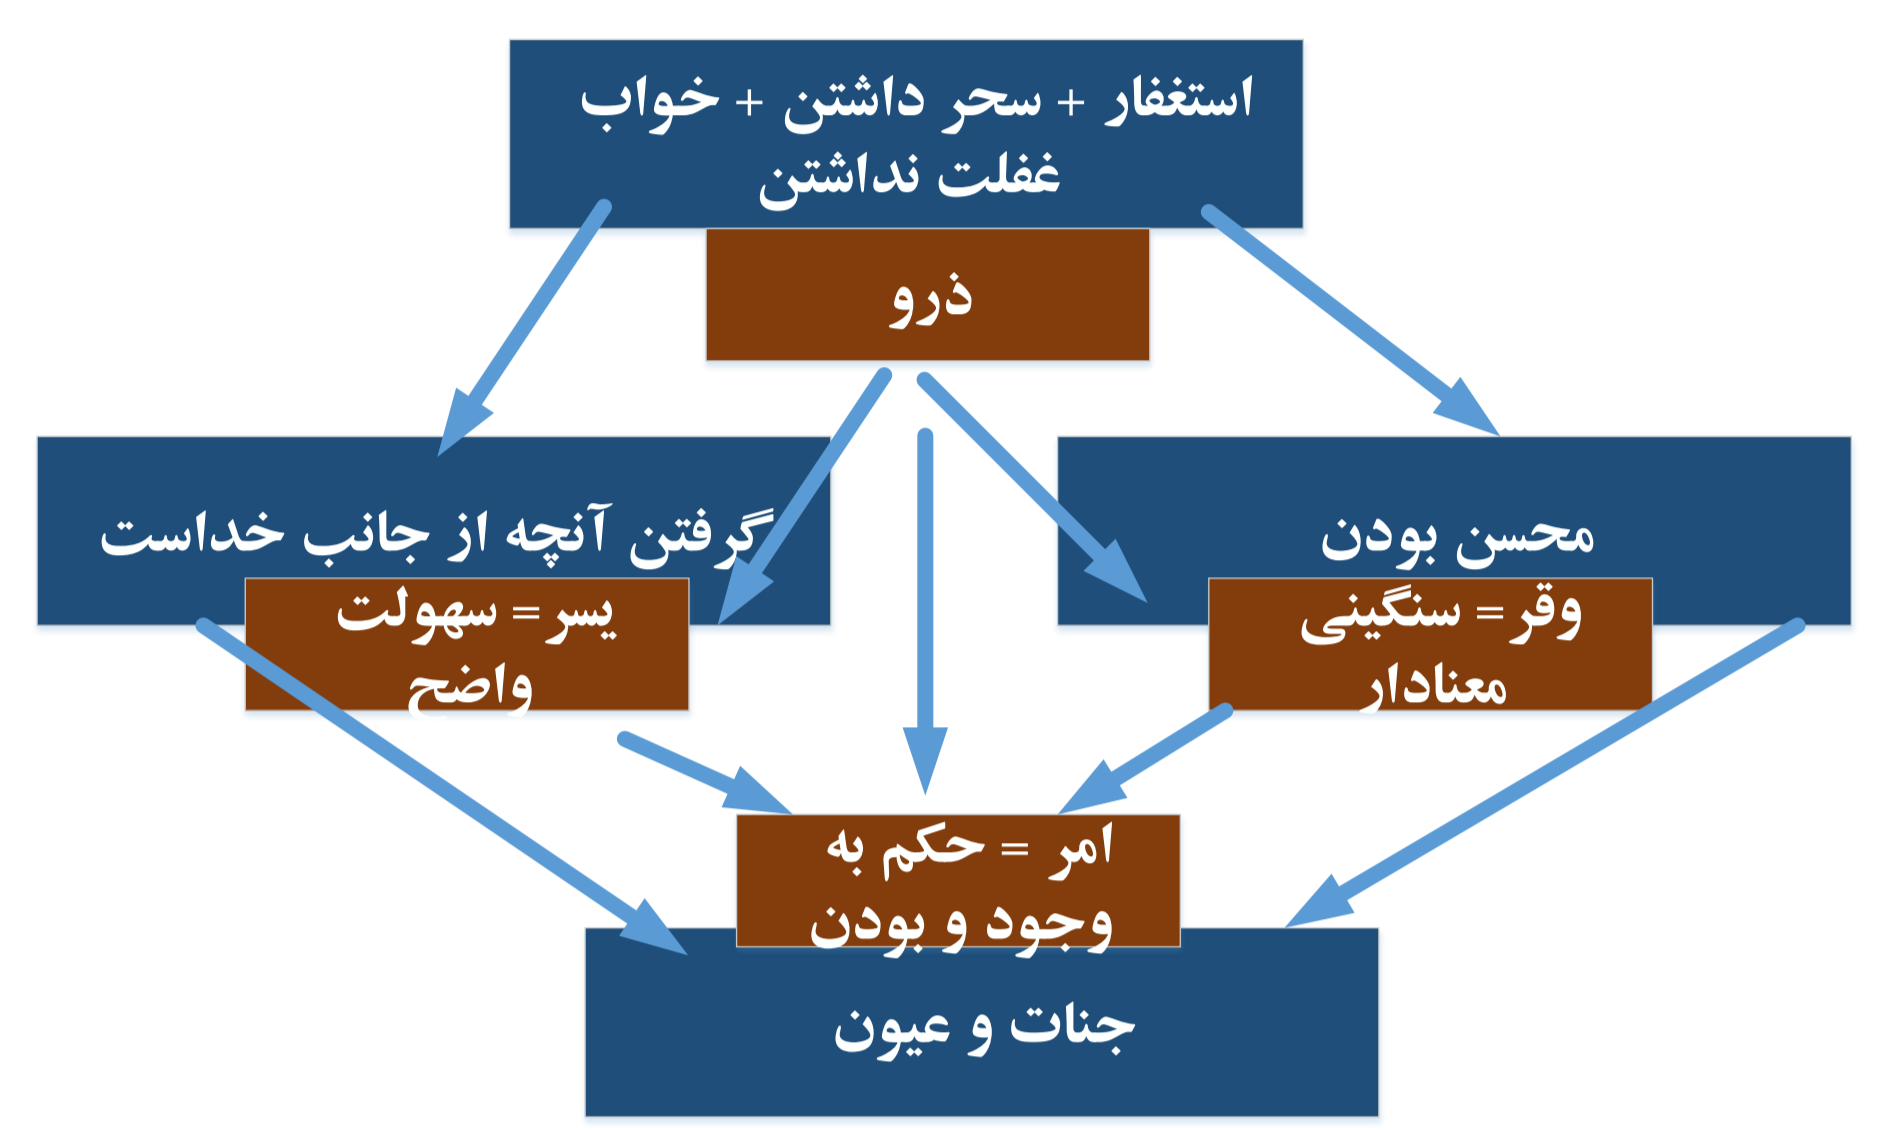 استغفار + سحر داشتن + خواب
غفلت نداشتن
ذرو
محسن بودن
گرفتن آنچه از جانب خداست
وقر= سنگینی
معنادار
یسر= سهولت
واضح
امر = حکم به
وجود و بودن
جنات و عیون